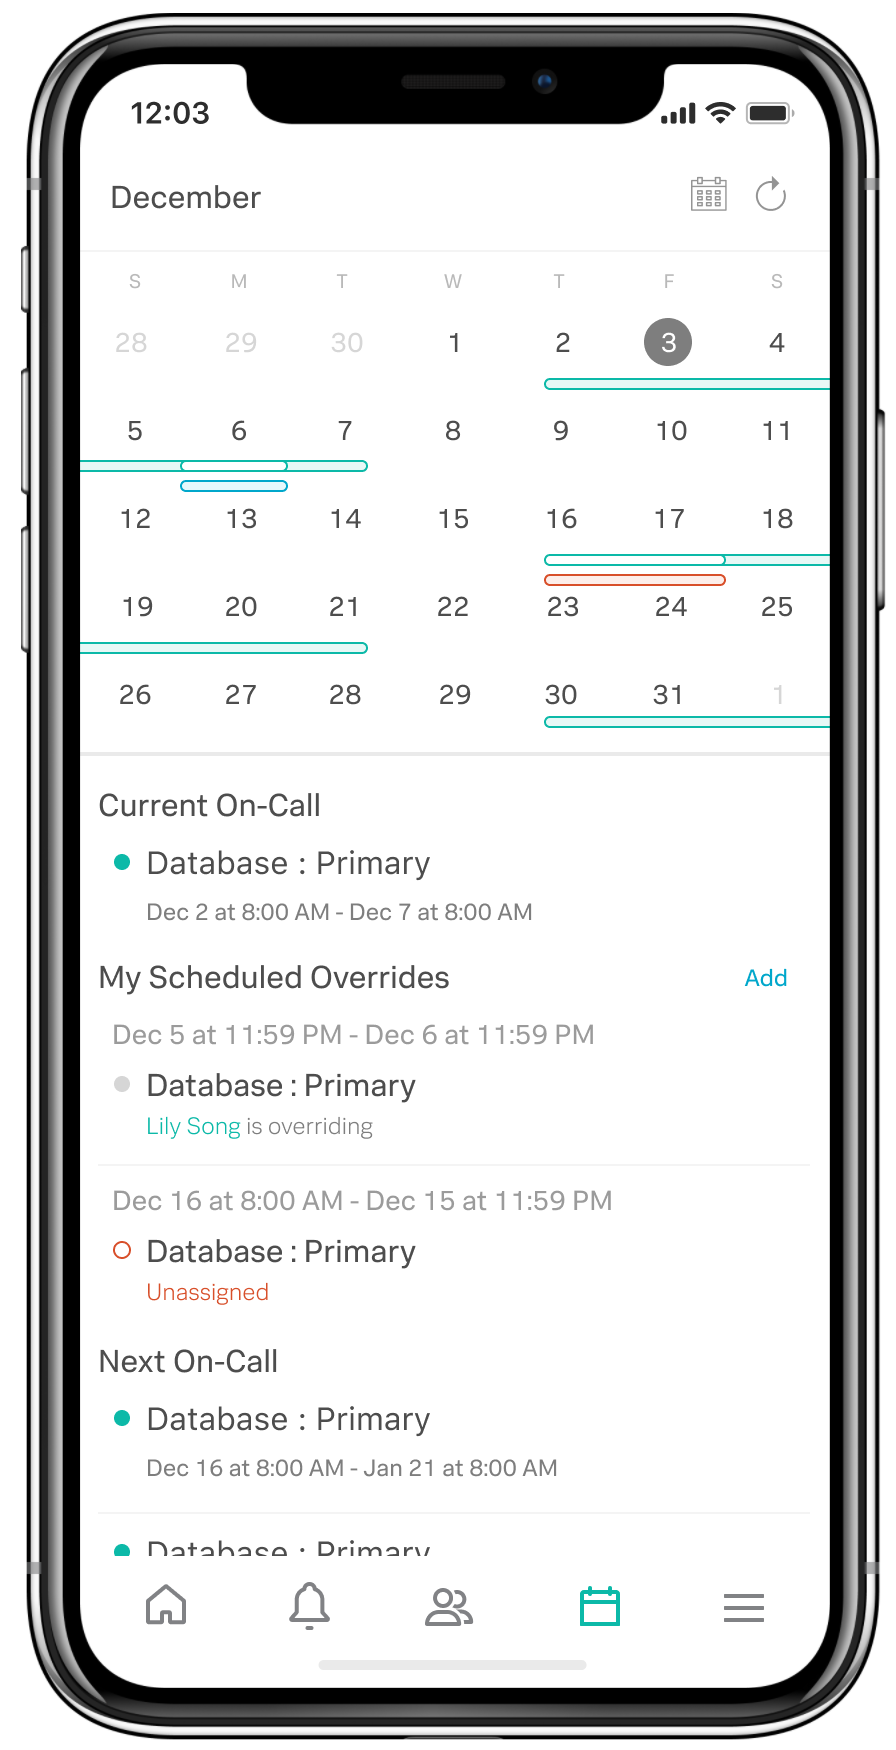 12:03
December
S M T W T F S
28 29 30 1 2 3 4
5 6 7 8 9 10 11
12 13 14 15 16 17 18
19 20 21 22 23 24 25
26 27 28 29 30 31 1
Current On-Call
Database : Primary
Dec 2 at 8:00 AM - Dec 7 at 8:00 AM
My Scheduled Overrides Add
Dec 5 at 11:59 PM - Dec 6 at 11:59 PM
Database : Primary
Lily Song is overriding
Dec 16 at 8:00 AM - Dec 15 at 11:59 PM
Database : Primary
Unassigned
Next On-Call
Database : Primary
Dec 16 at 8:00 AM - Jan 21 at 8:00 AM
Database : Primary